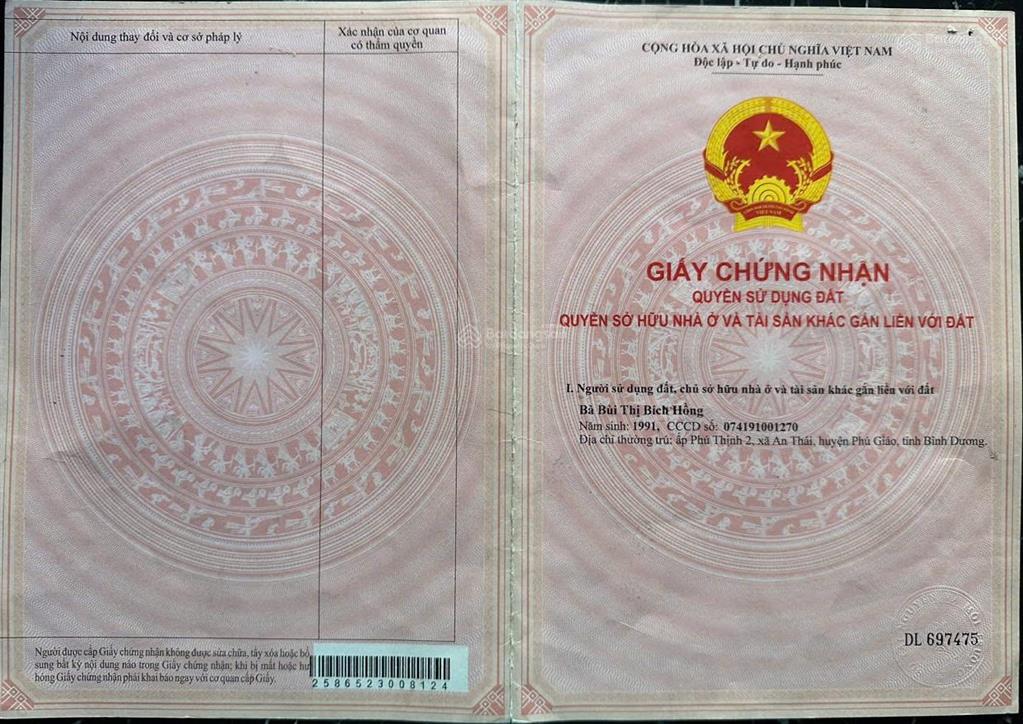 Nội dung thay đổi và cơ sở pháp lý
Xác nhận của cơ quan
có thẩm quyền
Người được cấp Giấy chứng nhận không được sửa chữa, tẩy xóa hoặc bổ
sung bất kỳ nội dung nào trong Giấy chứng nhận; khi bị mất hoặc hư
hỏng Giấy chứng nhận phải khai báo ngay với cơ quan cấp Giấy.
2586523008124
CỘNG HÒA XÃ HỘI CHỦ NGHĨA VIỆT NAM
Độc lập - Tự do - Hạnh phúc
VIỆT NAM
GIẤY CHỨNG NHẬN
QUYỀN SỬ DỤNG ĐẤT
QUYỀN SỞ HỮU NHÀ Ở VÀ TÀI SẢN KHÁC GẮN LIỀN VỚI ĐẤT
I. Người sử dụng đất, chủ sở hữu nhà ở và tài sản khác gắn liền với đất
Bà Bùi Thị Bích Hồng
Năm sinh: 1991, CCCD số: 074191001270
Địa chỉ thường trú: ấp Phú Thịnh 2, xã An Thái, huyện Phú Giáo, tỉnh Bình Dương.
DL 697475